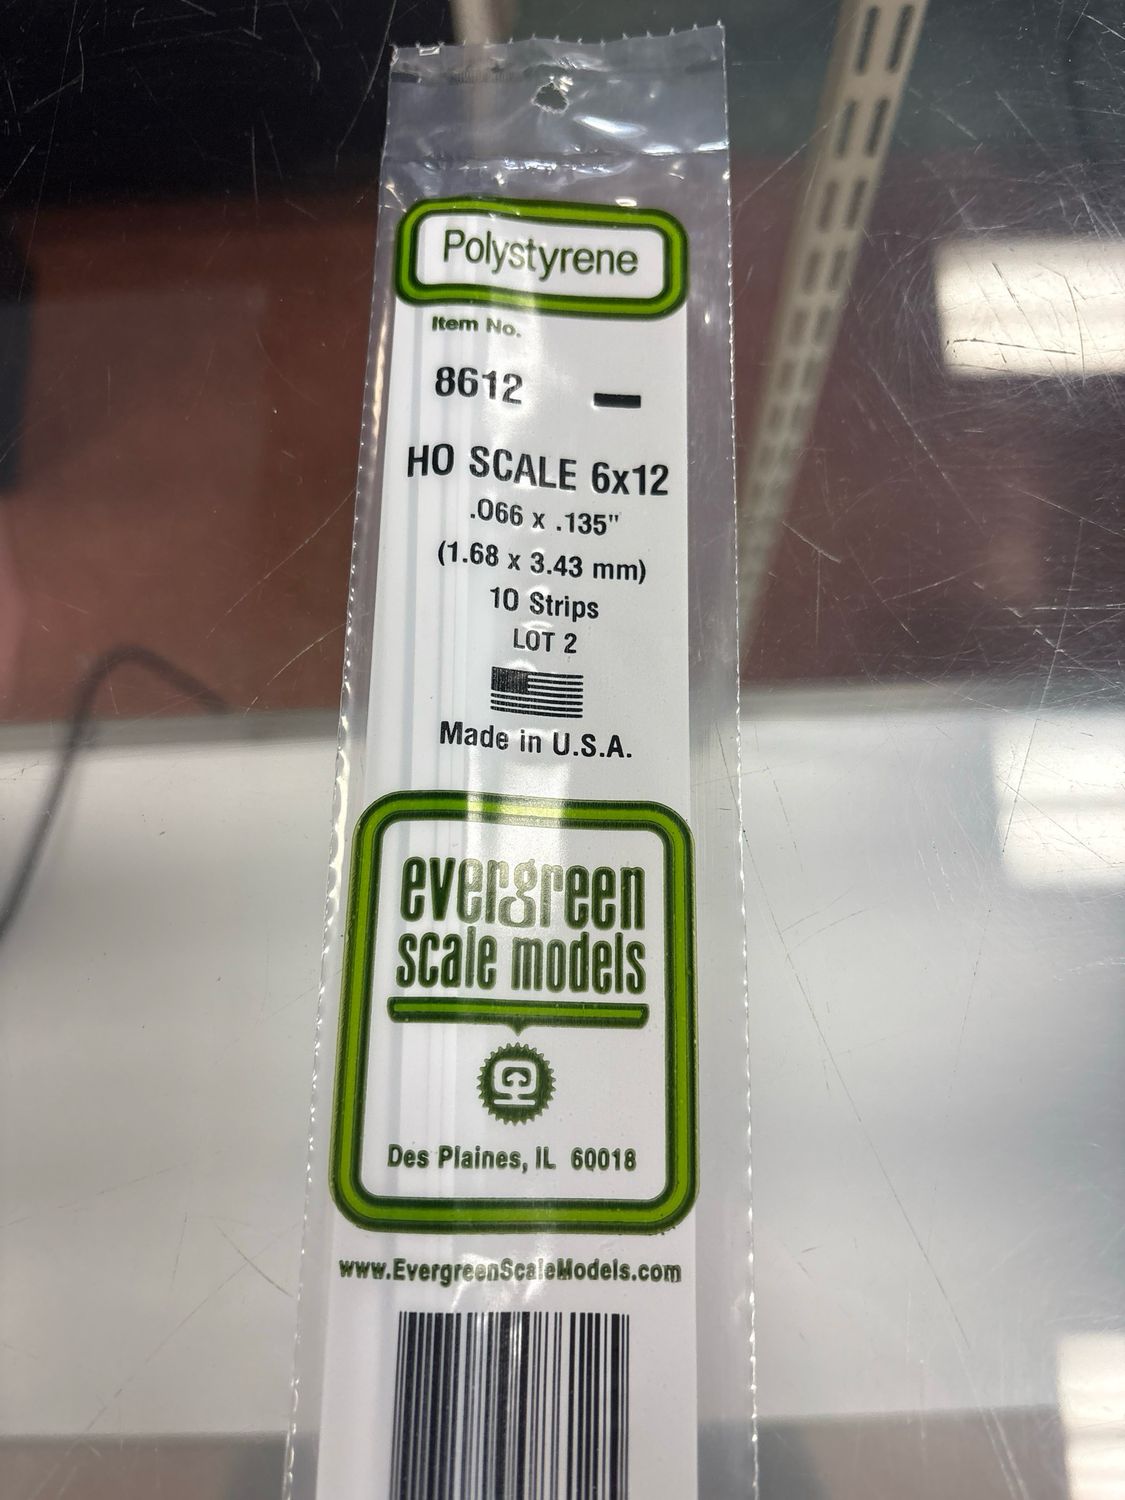 Polystyrene
Item No.
8612
HO SCALE 6x12
.066 x .135"
(1.68 x 3.43 mm)
10 Strips
LOT 2
Made in U.S.A.
evergreen
scale models
Des Plaines, IL 60018
www.EvergreenScaleModels.com